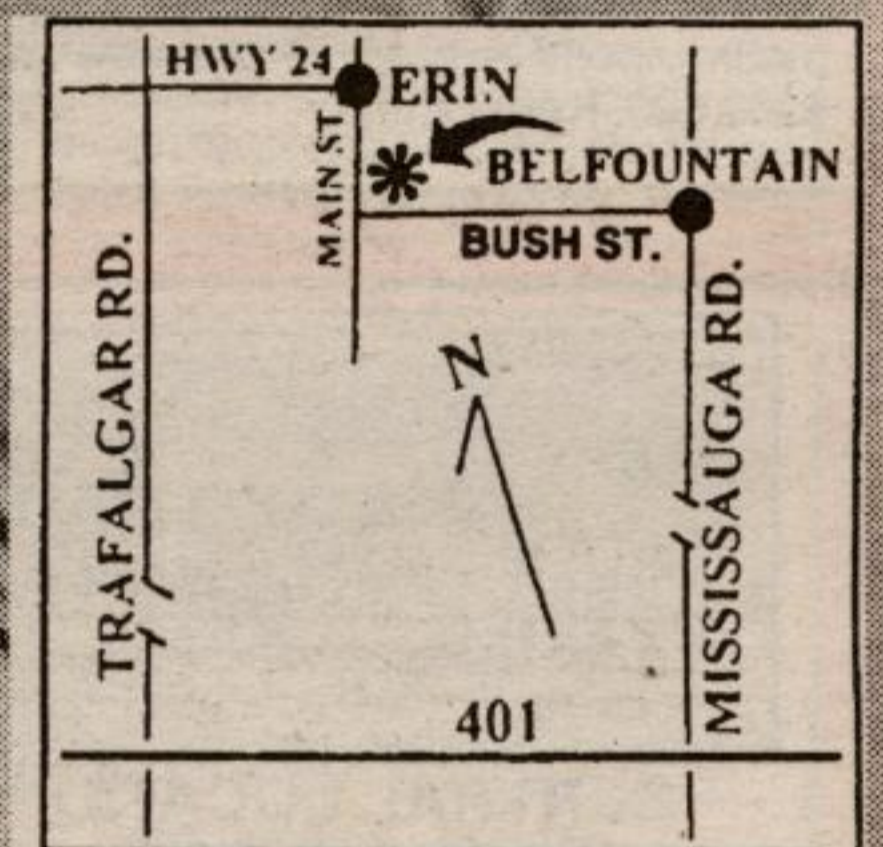 HWY 24
ERIN
MAIN ST.
BELFOUNTAIN
BUSH ST.
TRAFALGAR RD.
N
MISSISSAUGA RD.
401